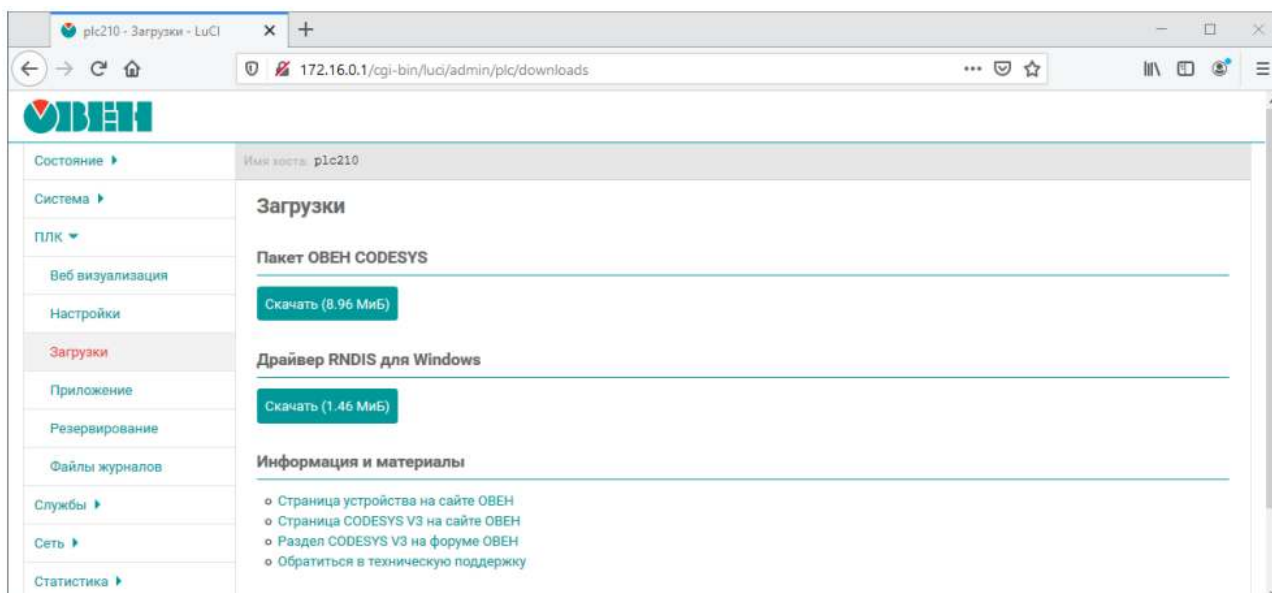 plc210 - Загрузки - LuCI
172.16.0.1/cgi-bin/luci/admin/plc/downloads
ОВЕН
Состояние
Имя хоста: plc210
Система
Загрузки
ПЛК
Пакет ОВЕН CODESYS
Веб визуализация
Скачать (8.96 МиБ)
Настройки
Загрузки
Драйвер RNDIS для Windows
Приложение
Скачать (1.46 МиБ)
Резервирование
Файлы журналов
Информация и материалы
Службы
Страница устройства на сайте ОВЕН
Страница CODESYS V3 на сайте ОВЕН
Сеть
Раздел CODESYS V3 на форуме ОВЕН
Обратиться в техническую поддержку
Статистика